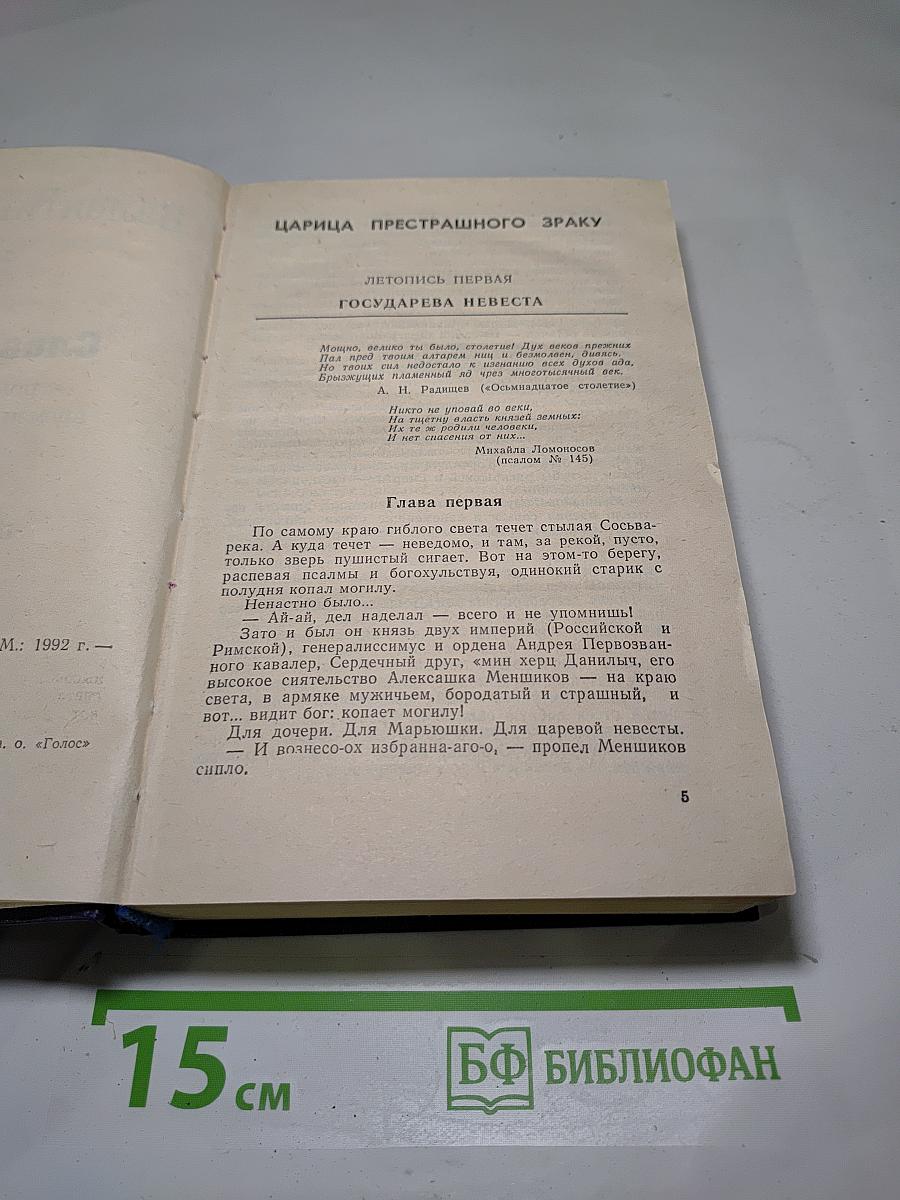 М.: 1992 г. —
о. «Голос»
ЦАРИЦА ПРЕСТРАШНОГО ЗРАКУ
ЛЕТОПИСЬ ПЕРВАЯ
ГОСУДАРЕВА НЕВЕСТА
Мощно, велико ты было, столетие! Дух веков прежних
Пал пред твоим алтарем ниц и безмолвен, дивясь.
Но твоих сил недостало к изгнанию всех духов ада,
Брызжущих пламенный яд чрез многотысячный век.
А. Н. Радищев («Осьмнадцатое столетие»)
Никто не уповай во веки,
На тщетну власть князей земных:
Их те ж родили человеки,
И нет спасения от них...
Михайла Ломоносов
(псалом № 145)
Глава первая
По самому краю гиблого света течет стылая Сосьва-
река. А куда течет — неведомо, и там, за рекой, пусто,
только зверь пушистый сигает. Вот на этом-то берегу,
распевая псалмы и богохульствуя, одинокий старик с
полудня копал могилу.
Ненастно было...
— Ай-ай, дел наделал — всего и не упомнишь!
Зато и был он князь двух империй (Российской и
Римской), генералиссимус и ордена Андрея Первозван-
ного кавалер, Сердечный друг, «мин херц Данилыч, его
высокое сиятельство Алексашка Меншиков — на краю
света, в армяке мужичьем, бородатый и страшный, и
вот... видит бог: копает могилу!
Для дочери. Для Марьюшки. Для царевой невесты.
— И вознесо-ох избранна-аго-о, — пропел Меншиков
сипло.
5
15 см
БФ БИБЛИОФАН